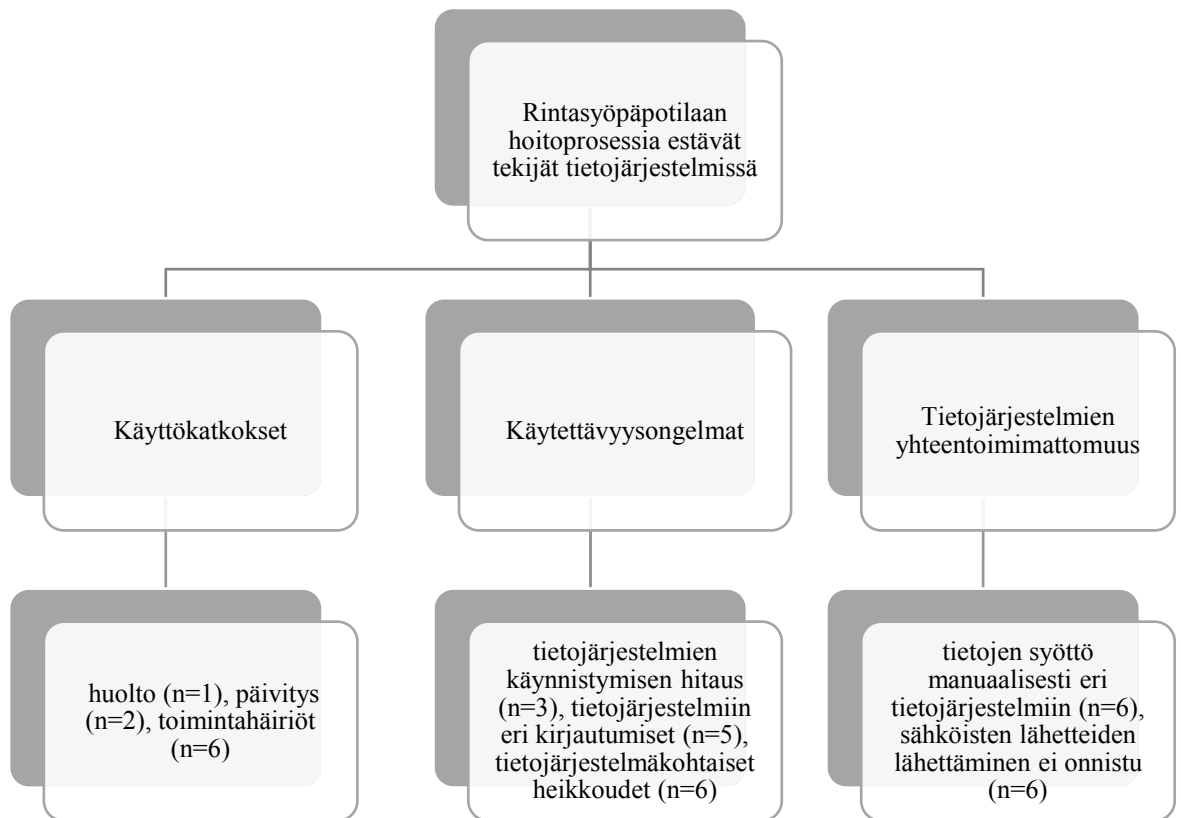 Rintasyöpäpotilaan
hoitoprosessia estävät
tekijät tietojärjestelmissä
Käyttökatkokset
Käytettävyysongelmat
Tietojärjestelmien
yhteentoimimattomuus
huolto (n=1), päivitys
(n=2), toimintahäiriöt
(n=6)
tietojärjestelmien
käynnistymisen hitaus
(n=3), tietojärjestelmiin
eri kirjautumiset (n=5),
tietojärjestelmäkohtaiset
heikkoudet (n=6)
tietojen syöttö
manuaalisesti eri
tietojärjestelmiin (n=6),
sähköisten lähetteiden
lähettäminen ei onnistu
(n=6)